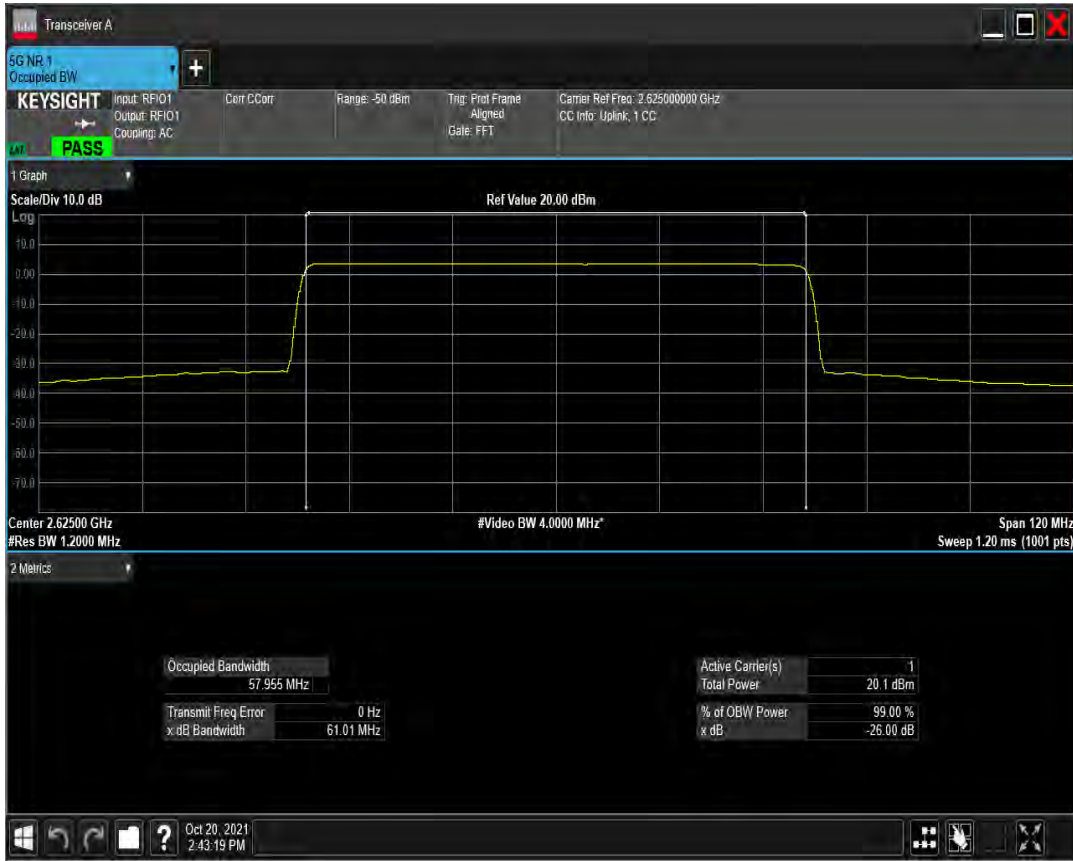 Transceiver A
5G NR 1
Occupied BW
KEYSIGHT
PASS
Input: RFIO1
Output: RFIO1
Coupling: AC
Corr CCorr
Range: -50 dBm
Trig: Prot Frame
Aligned
Gate: FFT
Carrier Ref Freq: 2.625000000 GHz
CC Info: Uplink, 1 CC
1 Graph
Scale/Div 10.0 dB
Ref Value 20.00 dBm
Log
10.0
0.00
-10.0
-20.0
-30.0
-40.0
-50.0
-60.0
-70.0
Center 2.62500 GHz
#Video BW 4.0000 MHz*
Span 120 MHz
#Res BW 1.2000 MHz
Sweep 1.20 ms (1001 pts)
2 Metrics
Occupied Bandwidth
57.955 MHz
Transmit Freq Error 0 Hz
x dB Bandwidth 61.01 MHz
Active Carrier(s) 1
Total Power 20.1 dBm
% of OBW Power 99.00 %
x dB -26.00 dB
Oct 20, 2021
2:43:19 PM